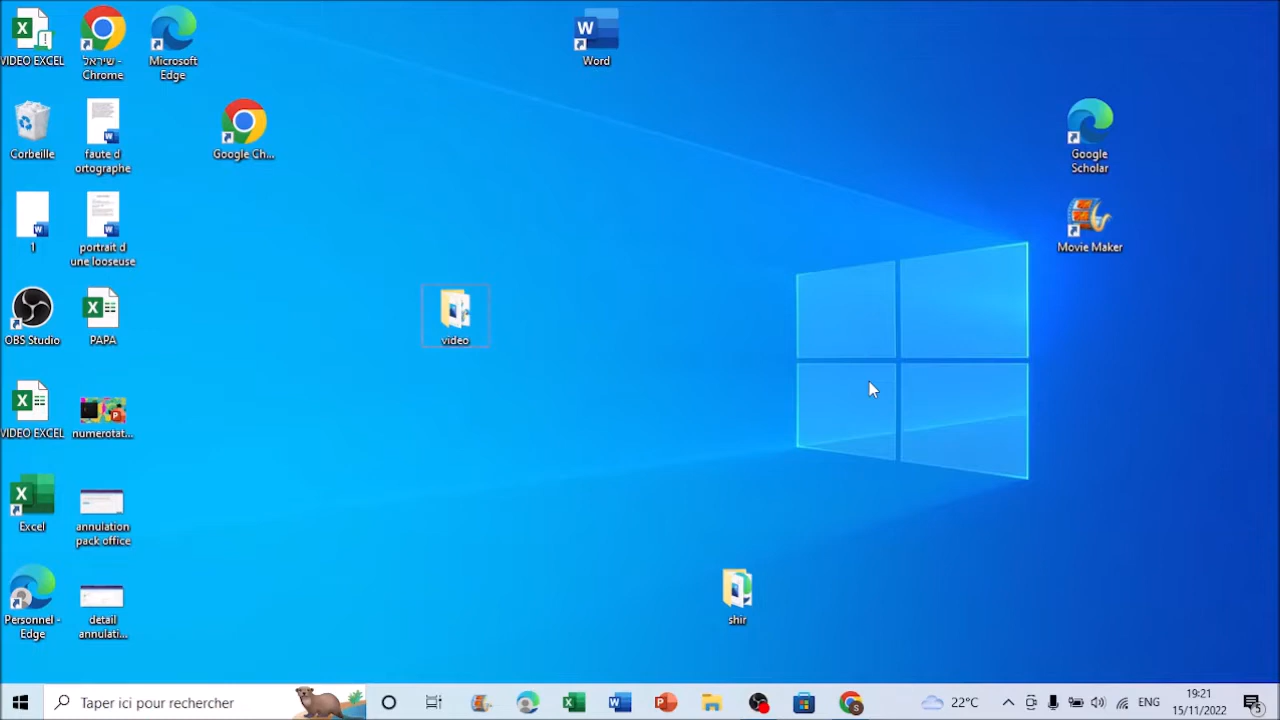 VIDEO EXCEL
שיראל -
Chrome
Microsoft
Edge
Word
Corbeille
faute d
ortographe
Google Ch...
Google
Scholar
1
portrait d
une looseuse
Movie Maker
OBS Studio
PAPA
video
VIDEO EXCEL
numerotat...
Excel
annulation
pack office
Personnel -
Edge
detail
annulati...
shir
Taper ici pour rechercher
22°C
ENG
19:21
15/11/2022
5